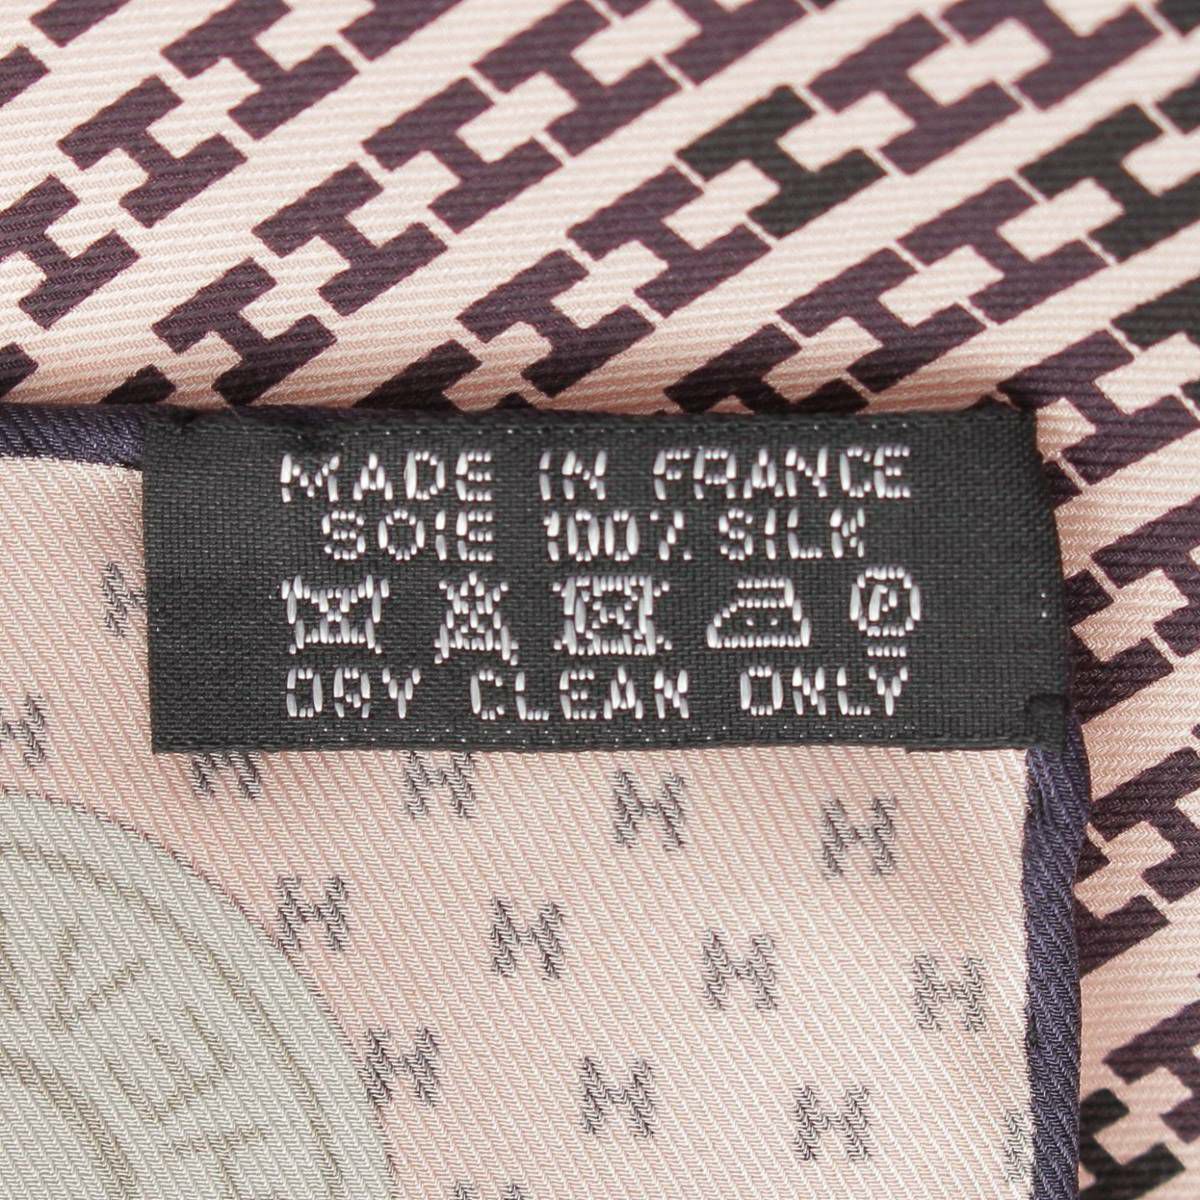 MADE IN FRANCE
SOIE 100% SILK
DRY CLEAN ONLY